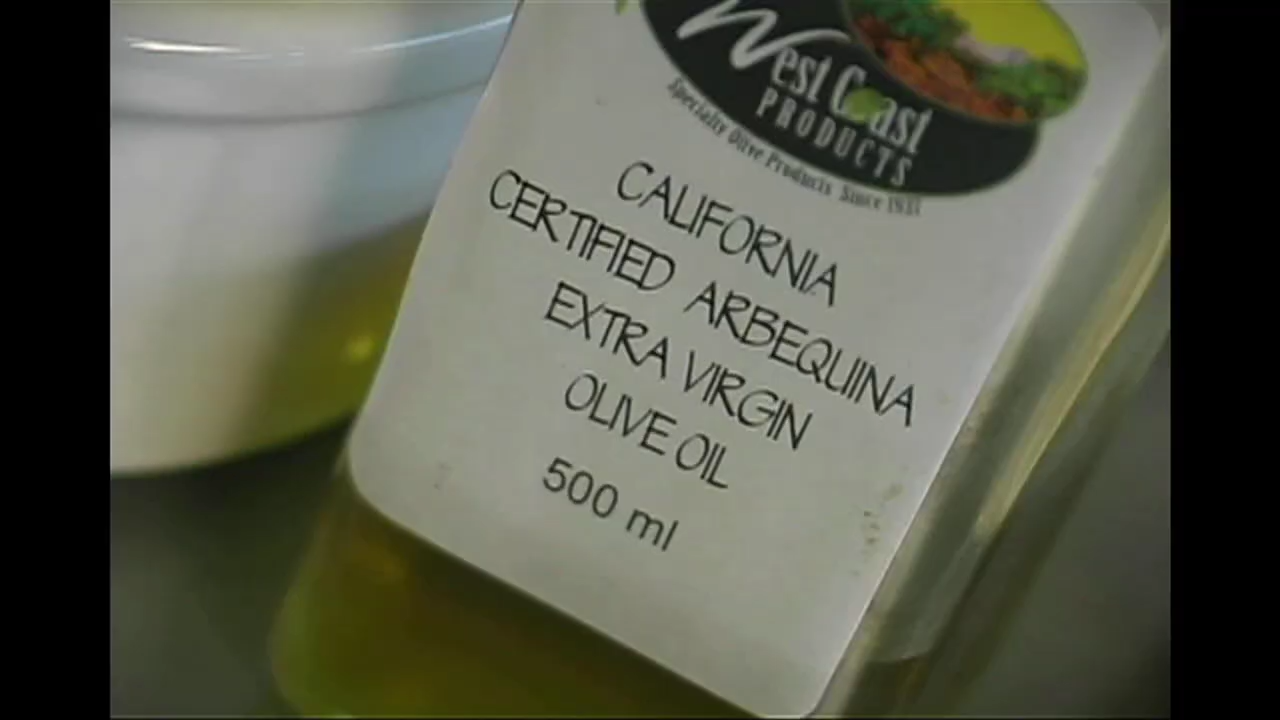 West Coast
PRODUCTS
Specialty Olive Products Since
CALIFORNIA
CERTIFIED ARBEQUINA
EXTRA VIRGIN
OLIVE OIL
500 ml